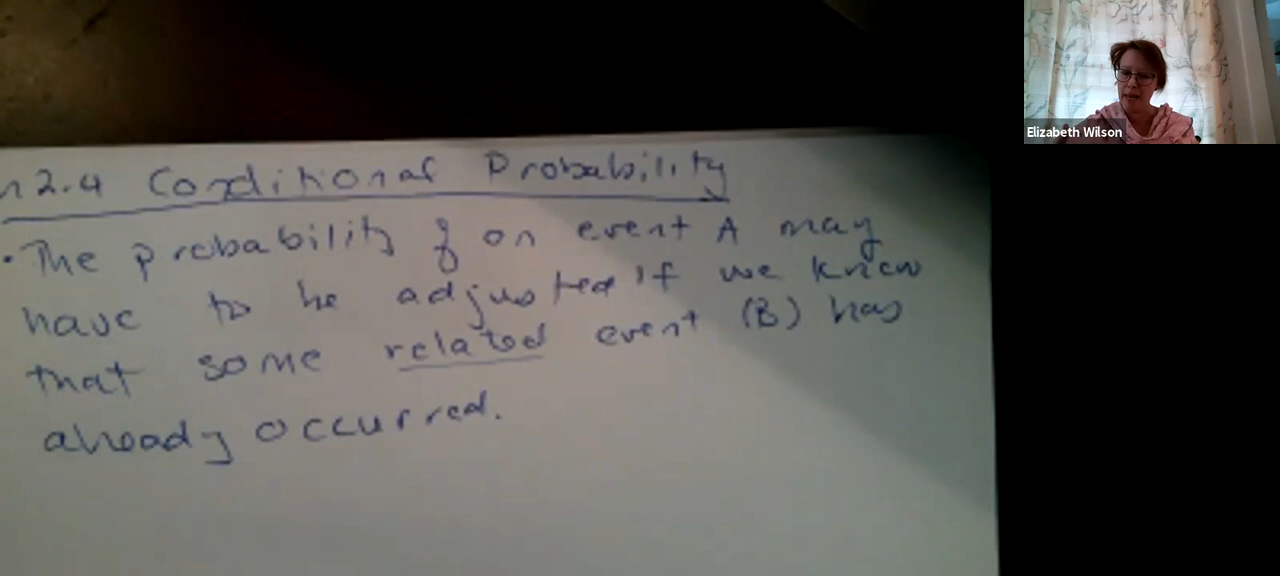 n 2.4 Conditional Probability
• The probability of an event A may
have to be adjusted if we know
that some related event (B) has
already occurred.
Elizabeth Wilson